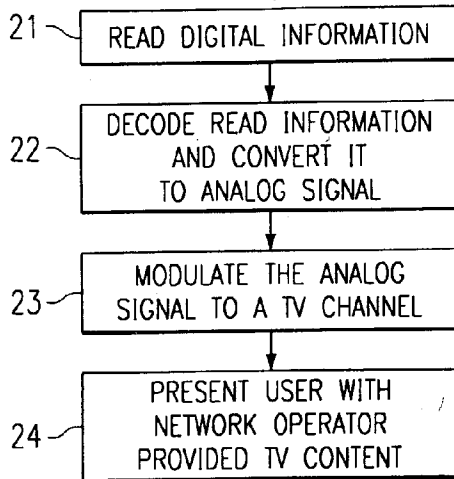 21
READ DIGITAL INFORMATION
22
DECODE READ INFORMATION
AND CONVERT IT
TO ANALOG SIGNAL
23
MODULATE THE ANALOG
SIGNAL TO A TV CHANNEL
24
PRESENT USER WITH
NETWORK OPERATOR
PROVIDED TV CONTENT